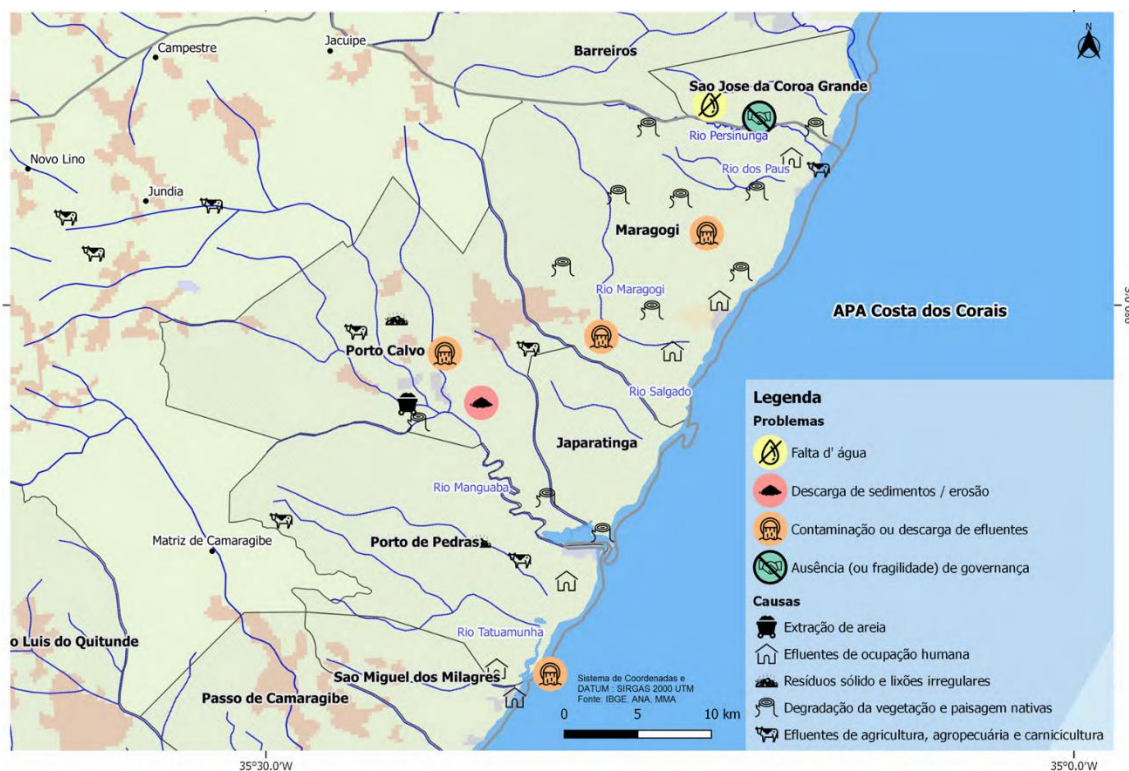 N
Campestre
Jacuipe
Barreiros
Sao Jose da Coroa Grande
Rio Persinunga
Novo Lino
Rio dos Paus
Jundia
Maragogi
Rio Maragogi
APA Costa dos Corais
9°0.0'S
Porto Calvo
Rio Salgado
Japaratinga
Rio Manguaba
Matriz de Camaragibe
Porto de Pedras
Rio Tatuamunha
o Luis do Quitunde
Sao Miguel dos Milagres
Passo de Camaragibe
Sistema de Coordenadas e
DATUM : SIRGAS 2000 UTM
Fonte: IBGE, ANA, MMA
0 5 10 km
Legenda
Problemas
Falta d' água
Descarga de sedimentos / erosão
Contaminação ou descarga de efluentes
Ausência (ou fragilidade) de governança
Causas
Extração de areia
Efluentes de ocupação humana
Resíduos sólido e lixões irregulares
Degradação da vegetação e paisagem nativas
Efluentes de agricultura, agropecuária e carnicicultura
35°30.0'W
35°0.0'W